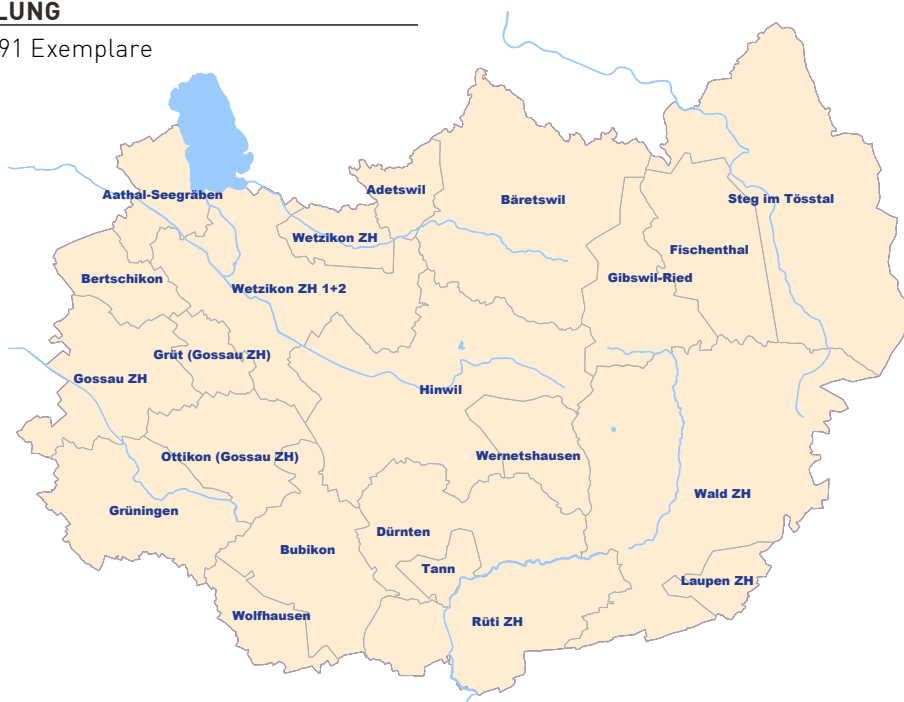 LUNG
91 Exemplare
Aathal-Seegräben
Adetswil
Bäretswil
Steg im Tösstal
Wetzikon ZH
Fischenthal
Bertschikon
Wetzikon ZH 1+2
Gibswil-Ried
Grüt (Gossau ZH)
Gossau ZH
Hinwil
Ottikon (Gossau ZH)
Wernetshausen
Wald ZH
Grüningen
Dürnten
Bubikon
Tann
Laupen ZH
Wolfhausen
Rüti ZH